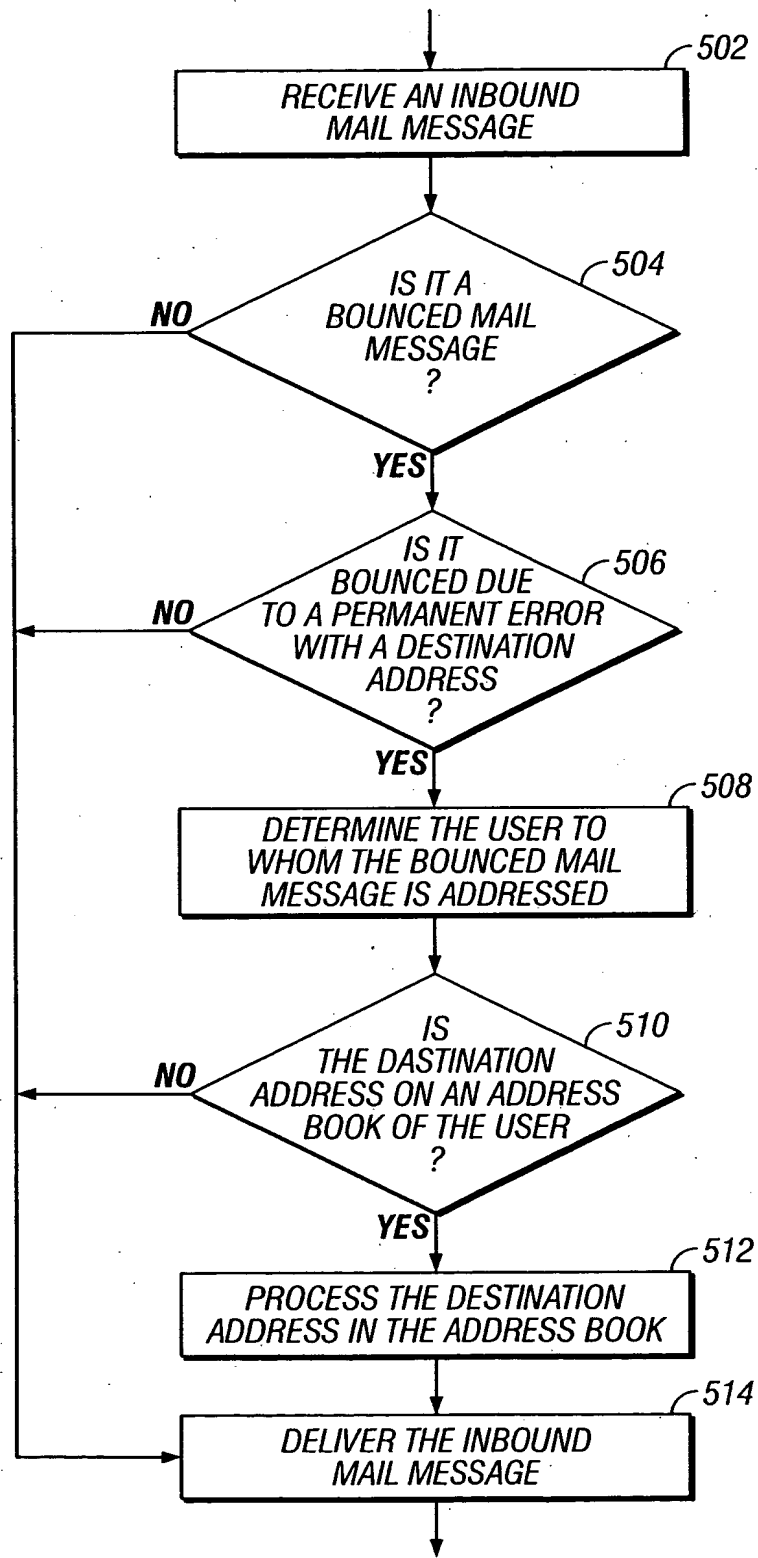 502
RECEIVE AN INBOUND
MAIL MESSAGE
504
IS IT A
BOUNCED MAIL
MESSAGE
?
NO
YES
506
IS IT
BOUNCED DUE
TO A PERMANENT ERROR
WITH A DESTINATION
ADDRESS
?
NO
YES
508
DETERMINE THE USER TO
WHOM THE BOUNCED MAIL
MESSAGE IS ADDRESSED
510
IS
THE DASTINATION
ADDRESS ON AN ADDRESS
BOOK OF THE USER
?
NO
YES
512
PROCESS THE DESTINATION
ADDRESS IN THE ADDRESS BOOK
514
DELIVER THE INBOUND
MAIL MESSAGE